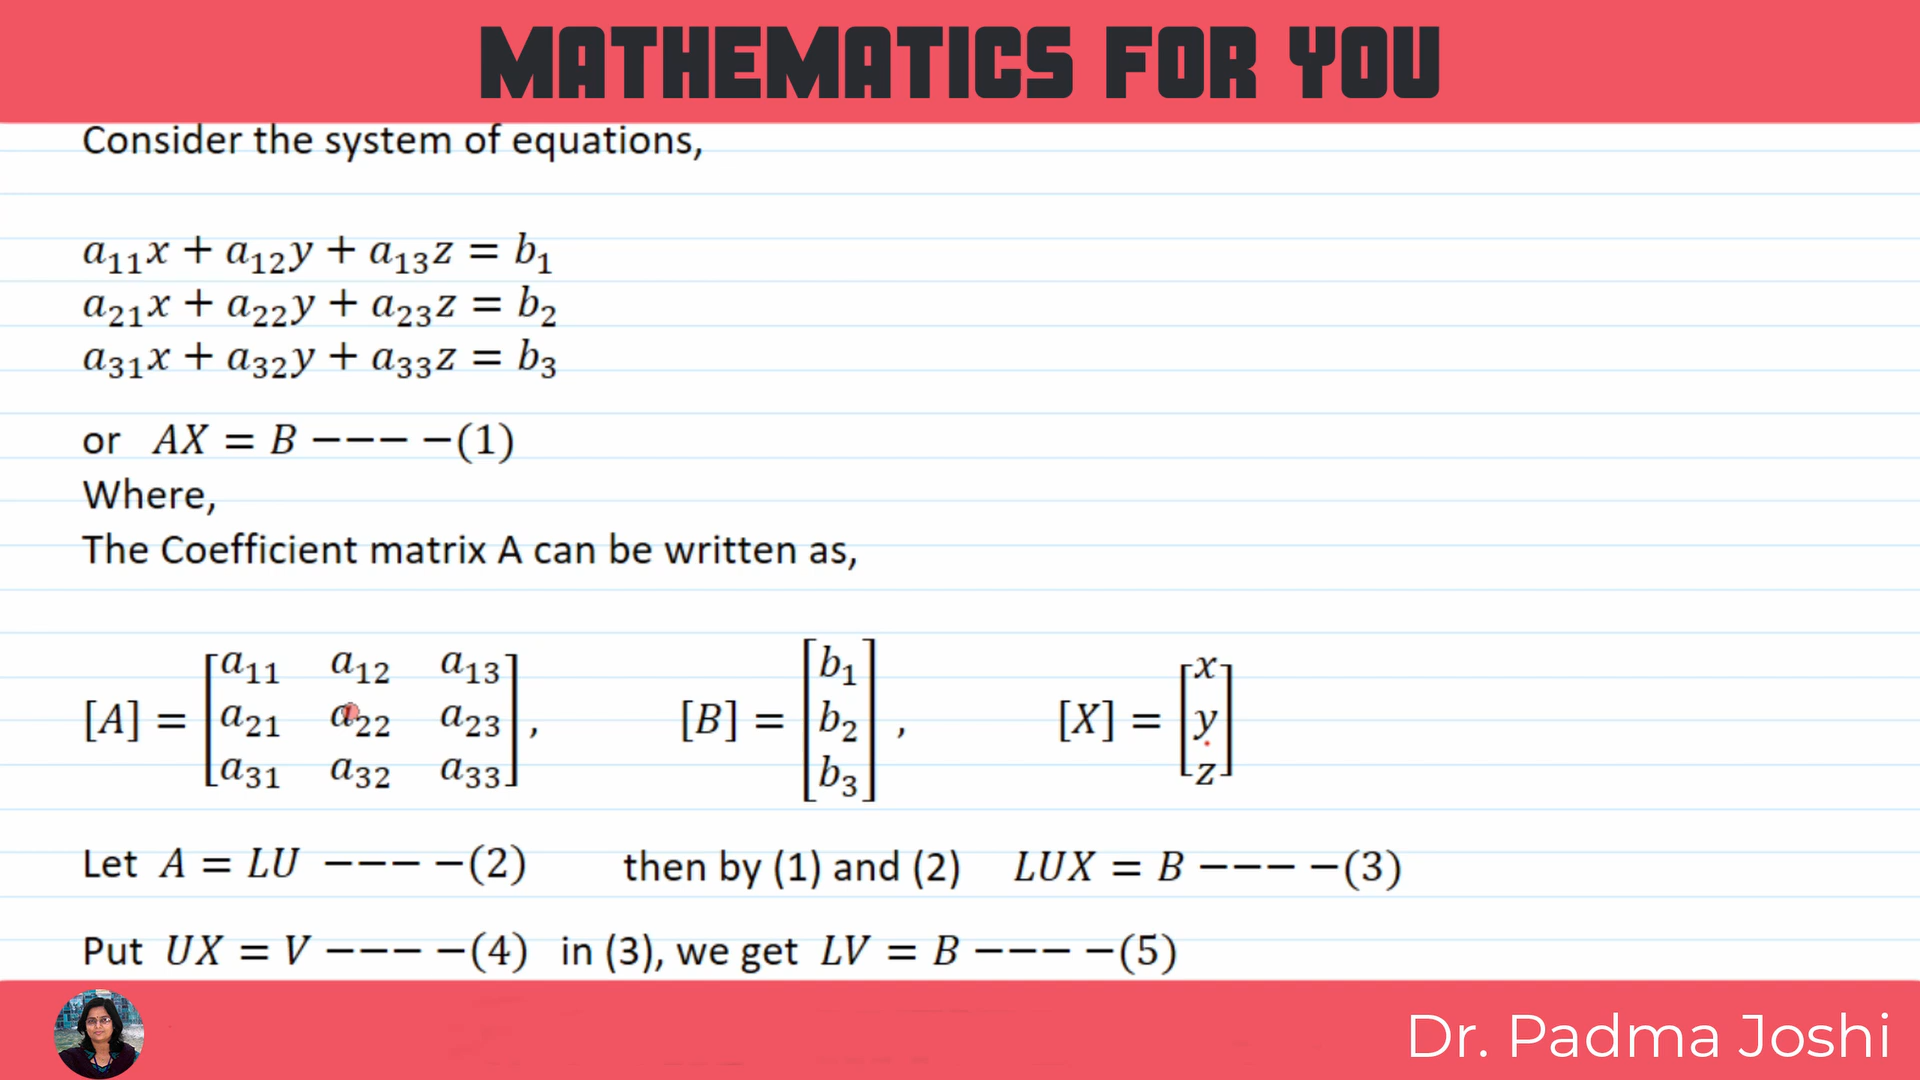 MATHEMATICS FOR YOU
Consider the system of equations,
a₁₁x + a₁₂y + a₁₃z = b₁
a₂₁x + a₂₂y + a₂₃z = b₂
a₃₁x + a₃₂y + a₃₃z = b₃
or AX = B −−−− −(1)
Where,
The Coefficient matrix A can be written as,
[A] = [a₁₁ a₁₂ a₁₃; a₂₁ a₂₂ a₂₃; a₃₁ a₃₂ a₃₃], [B] = [b₁; b₂; b₃], [X] = [x; y; z]
Let A = LU −−−− −(2) then by (1) and (2) LUX = B −−−− −(3)
Put UX = V −−−− −(4) in (3), we get LV = B −−−− −(5)
Dr. Padma Joshi